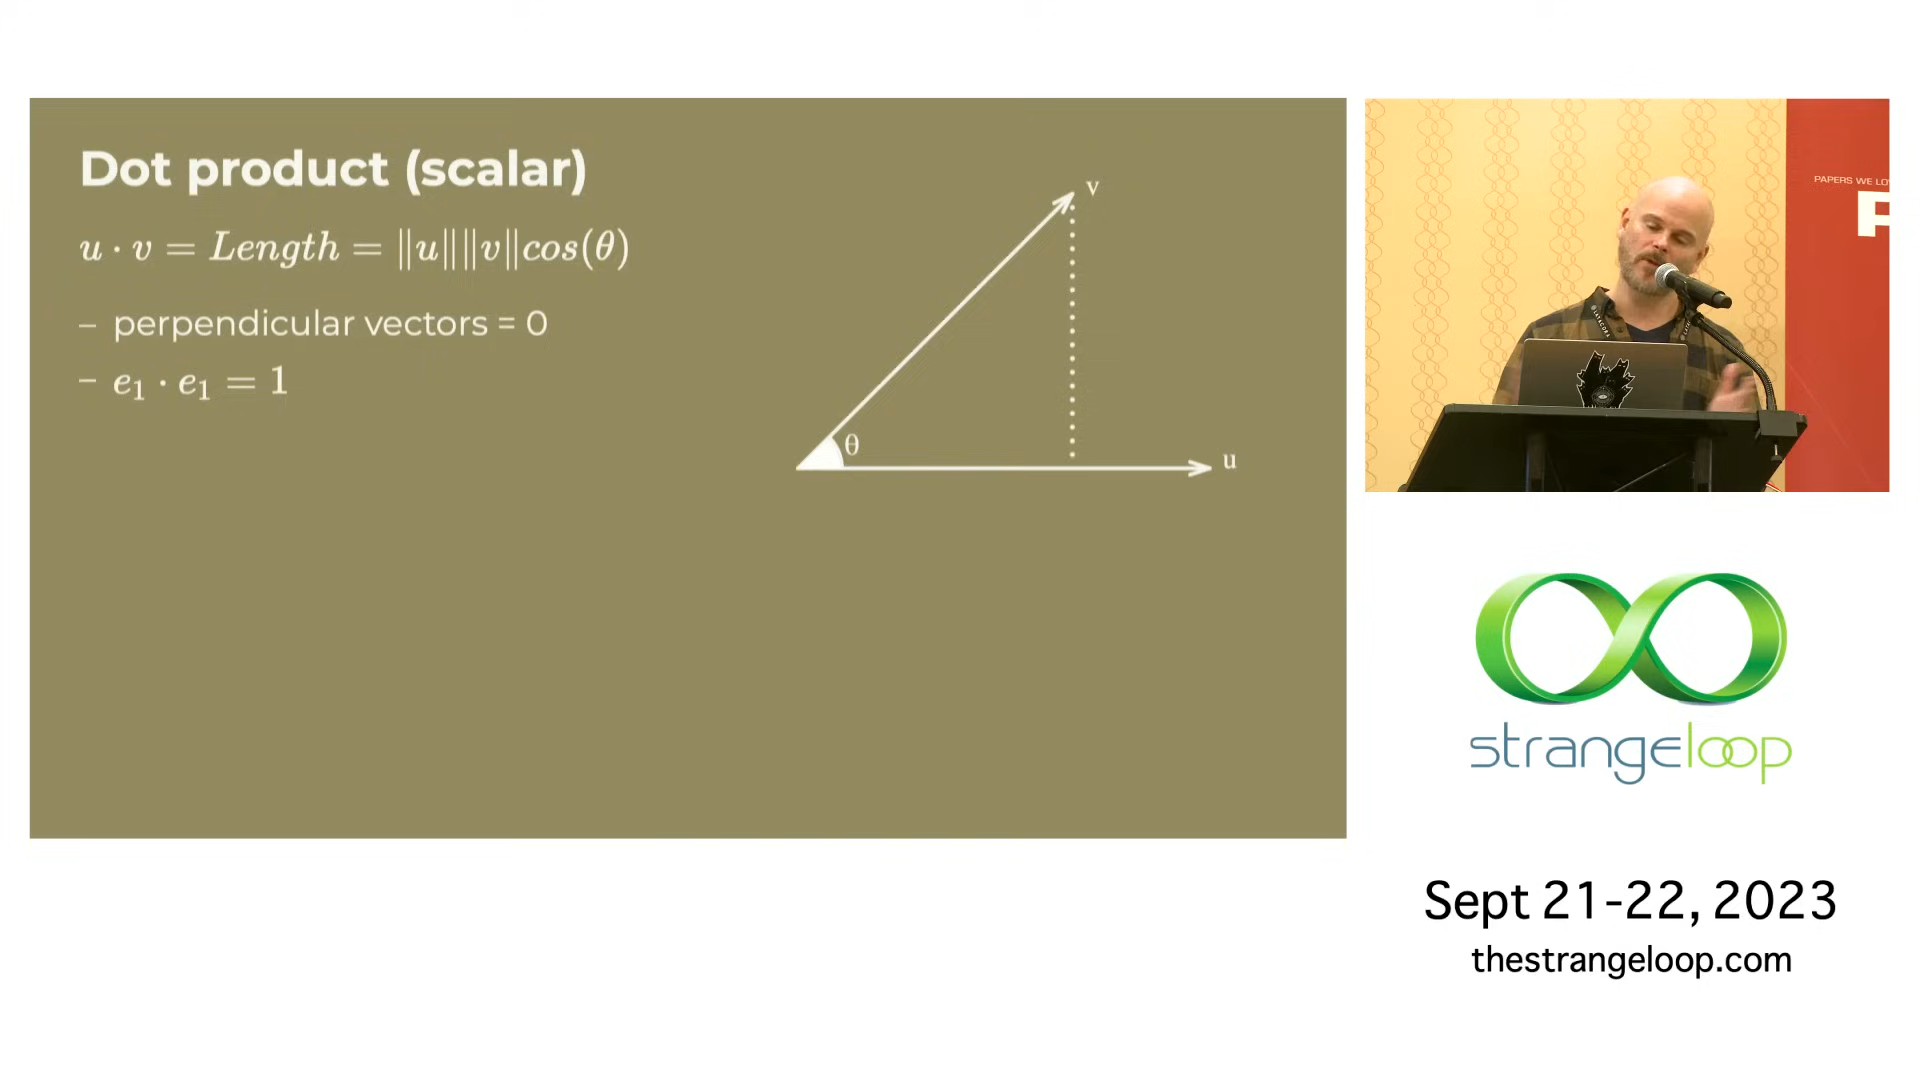 Dot product (scalar)
u · v = Length = ‖u‖‖v‖cos(θ)
– perpendicular vectors = 0
– e₁ · e₁ = 1
v
θ
u
PAPERS WE LO
strangeloop
Sept 21-22, 2023
thestrangeloop.com